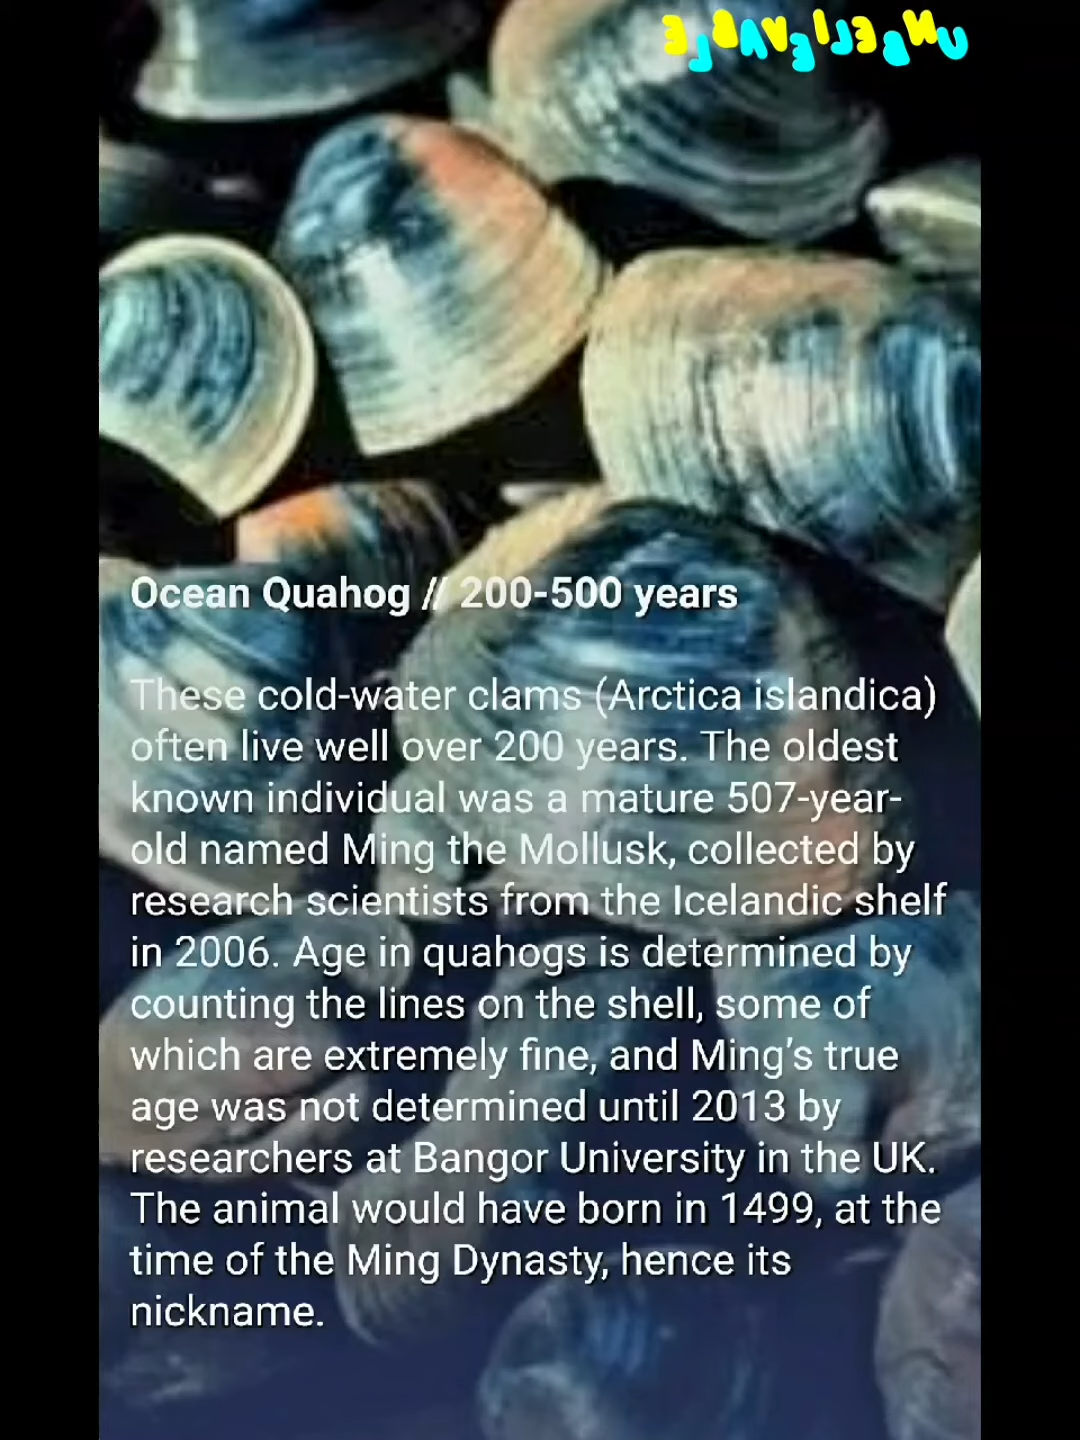 UNBELIEVABLE
Ocean Quahog // 200-500 years
These cold-water clams (Arctica islandica)
often live well over 200 years. The oldest
known individual was a mature 507-year-
old named Ming the Mollusk, collected by
research scientists from the Icelandic shelf
in 2006. Age in quahogs is determined by
counting the lines on the shell, some of
which are extremely fine, and Ming’s true
age was not determined until 2013 by
researchers at Bangor University in the UK.
The animal would have born in 1499, at the
time of the Ming Dynasty, hence its
nickname.